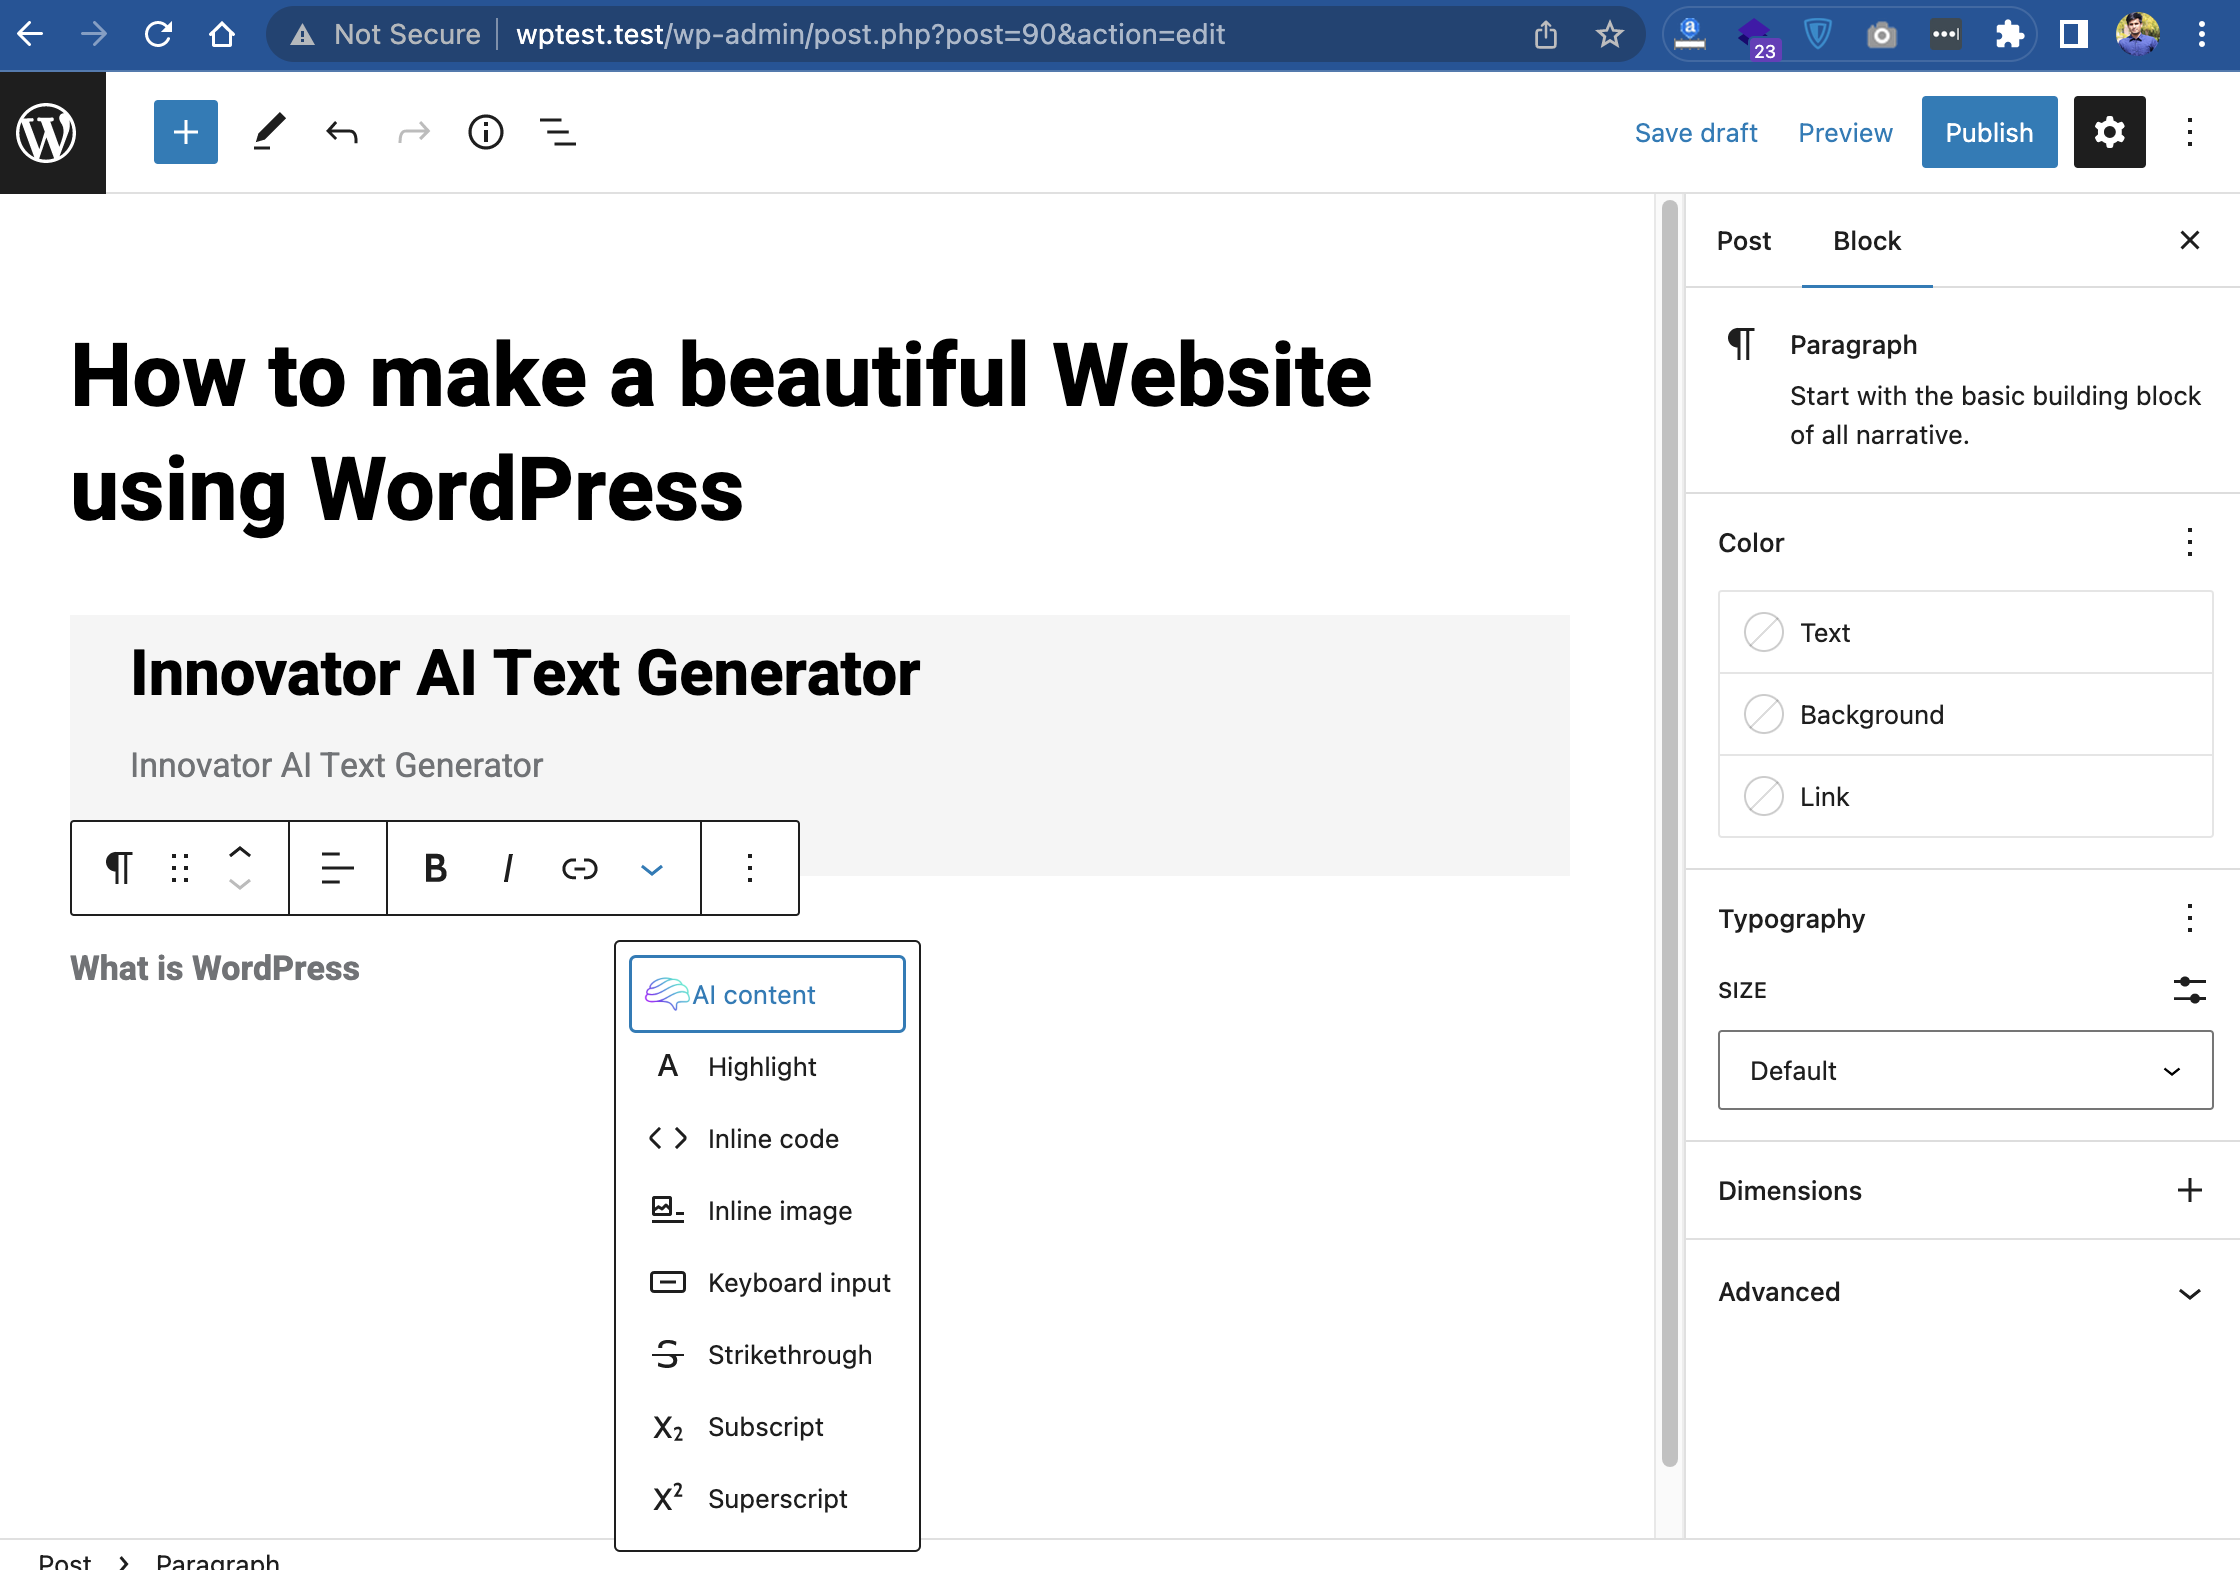 Not Secure
wptest.test/wp-admin/post.php?post=90&action=edit
23
Save draft
Preview
Publish
How to make a beautiful Website
using WordPress
Innovator AI Text Generator
Innovator AI Text Generator
B I
What is WordPress
AI content
A Highlight
Inline code
Inline image
Keyboard input
S Strikethrough
X2 Subscript
X2 Superscript
Post Block
Paragraph
Start with the basic building block
of all narrative.
Color
Text
Background
Link
Typography
SIZE
Default
Dimensions
Advanced
Post > Paragraph